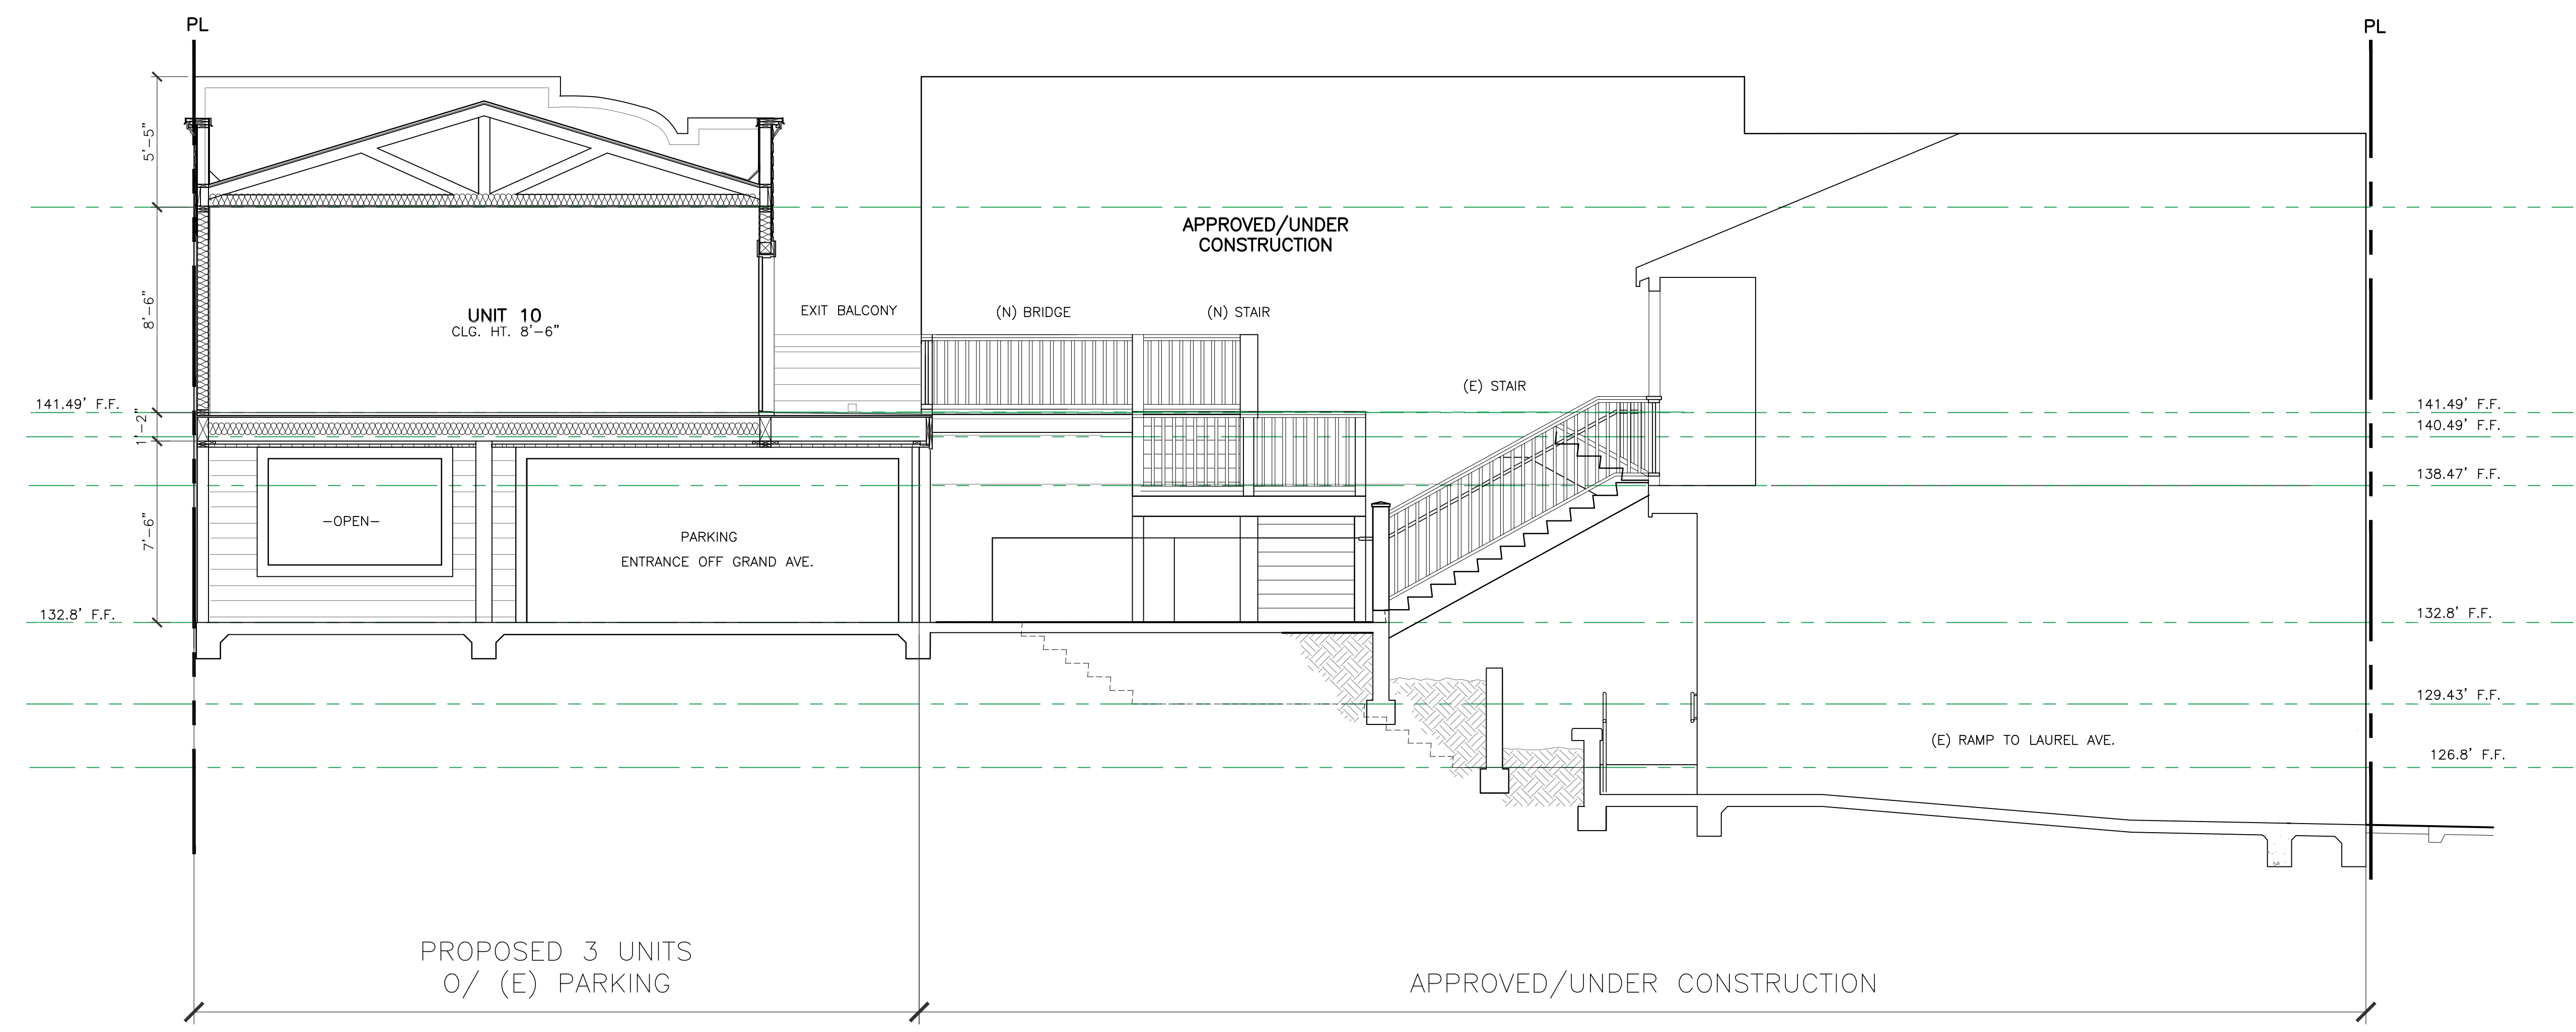 PL
PL
5'-5"
APPROVED/UNDER
CONSTRUCTION
8'-6"
UNIT 10
CLG. HT. 8'-6"
EXIT BALCONY
(N) BRIDGE
(N) STAIR
(E) STAIR
141.49' F.F.
141.49' F.F.
1'-2"
140.49' F.F.
138.47' F.F.
7'-6"
-OPEN-
PARKING
ENTRANCE OFF GRAND AVE.
132.8' F.F.
132.8' F.F.
129.43' F.F.
(E) RAMP TO LAUREL AVE.
126.8' F.F.
PROPOSED 3 UNITS
O/ (E) PARKING
APPROVED/UNDER CONSTRUCTION